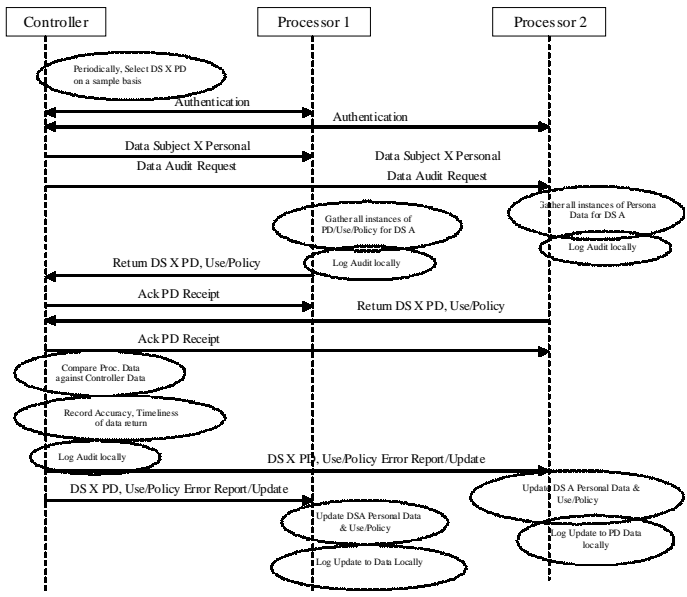 Controller
Processor 1
Processor 2
Periodically, Select DS X PD
on a sample basis
Authentication
Authentication
Data Subject X Personal
Data Audit Request
Data Subject X Personal
Data Audit Request
Gather all instances of
PD/Use/Policy for DS A
Log Audit locally
Gather all instances of Persona
Data for DS A
Log Audit locally
Return DS X PD, Use/Policy
Ack PD Receipt
Return DS X PD, Use/Policy
Ack PD Receipt
Compare Proc. Data
against Controller Data
Record Accuracy, Timeliness
of data return
Log Audit locally
DS X PD, Use/Policy Error Report/Update
DS X PD, Use/Policy Error Report/Update
Update DS A Personal Data &
Use/Policy
Log Update to PD Data
locally
Update DSA Personal Data
& Use/Policy
Log Update to Data Locally